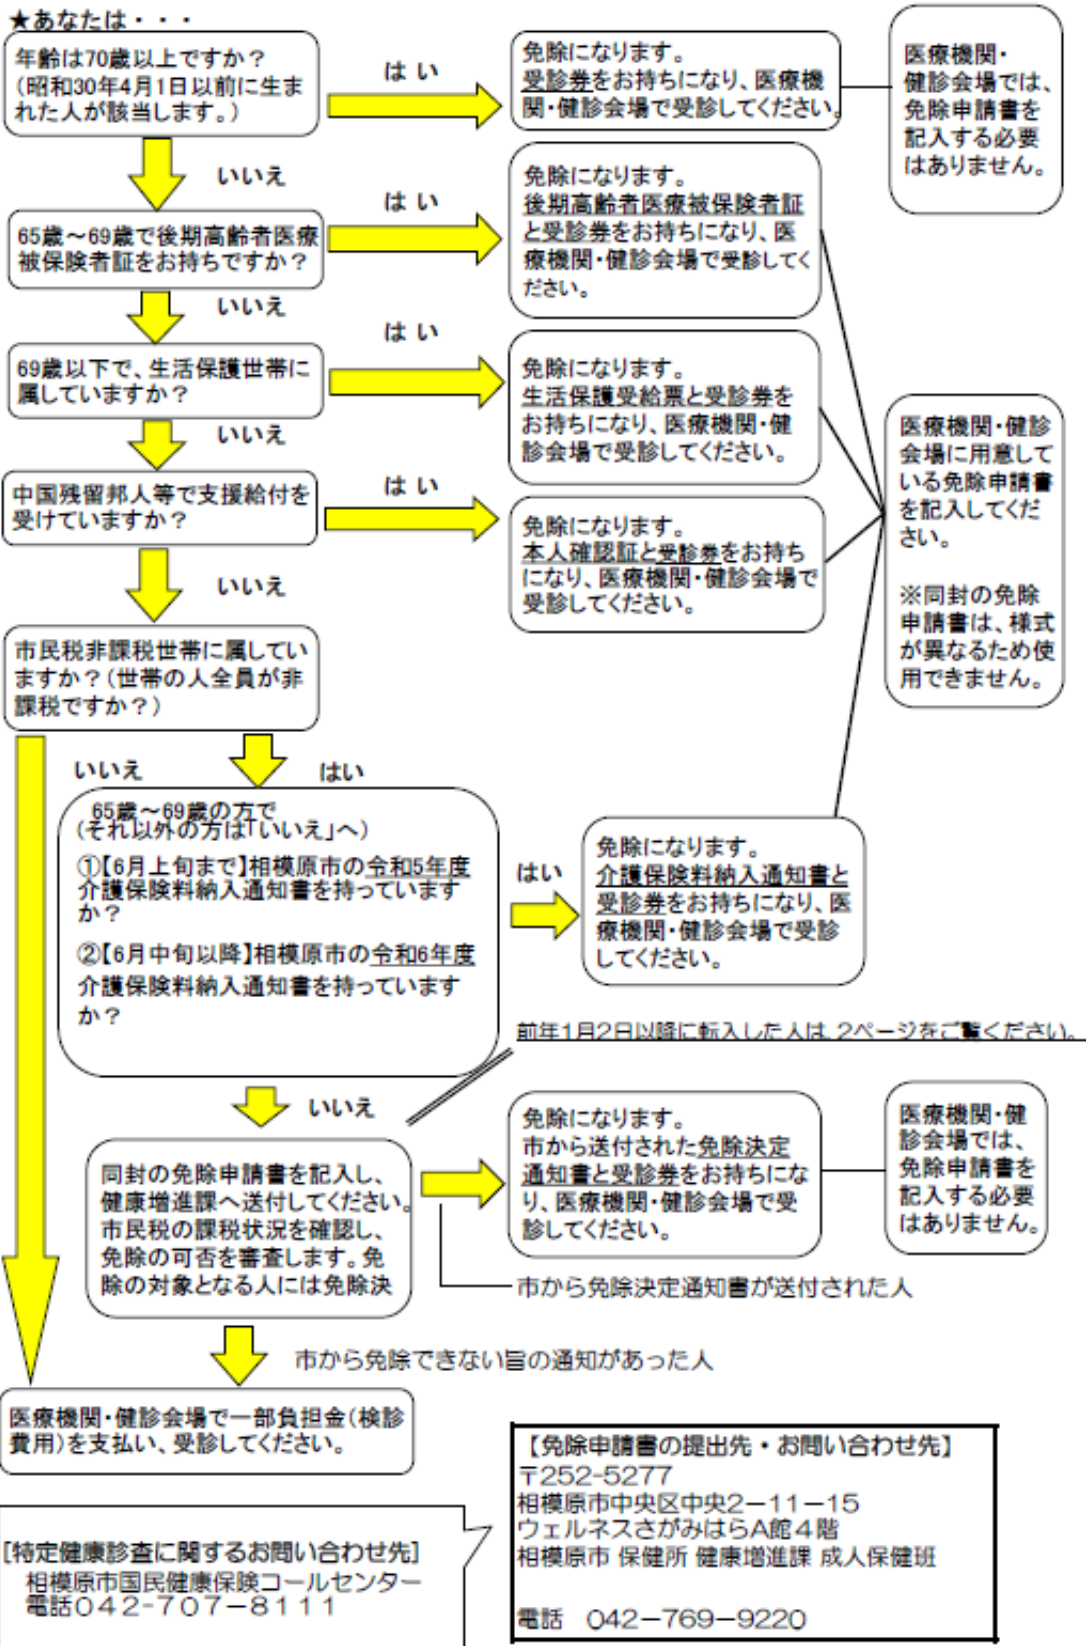 ★あなたは・・・
年齢は70歳以上ですか？
(昭和30年4月1日以前に生ま
れた人が該当します。)
は い
免除になります。
受診券をお持ちになり、医療機
関・健診会場で受診してください。
医療機関・
健診会場では、
免除申請書を
記入する必要
はありません。
いいえ
65歳～69歳で後期高齢者医療
被保険者証をお持ちですか？
は い
免除になります。
後期高齢者医療被保険者証
と受診券をお持ちになり、医
療機関・健診会場で受診してく
ださい。
いいえ
69歳以下で、生活保護世帯に
属していますか？
は い
免除になります。
生活保護受給票と受診券を
お持ちになり、医療機関・健
診会場で受診してください。
いいえ
中国残留邦人等で支援給付を
受けていますか？
は い
免除になります。
本人確認証と受診券をお持ち
になり、医療機関・健診会場で
受診してください。
医療機関・健診
会場に用意して
いる免除申請書
を記入してくだ
さい。
※同封の免除
申請書は、様式
が異なるため使
用できません。
いいえ
市民税非課税世帯に属してい
ますか？(世帯の人全員が非
課税ですか？)
いいえ
はい
65歳～69歳の方で
(それ以外の方は「いいえ」へ)
①【6月上旬まで】相模原市の令和5年度
介護保険料納入通知書を持っています
か？
②【6月中旬以降】相模原市の令和6年度
介護保険料納入通知書を持っています
か？
はい
免除になります。
介護保険料納入通知書と
受診券をお持ちになり、医
療機関・健診会場で受診
してください。
前年1月2日以降に転入した人は、2ページをご覧ください。
いいえ
同封の免除申請書を記入し、
健康増進課へ送付してください。
市民税の課税状況を確認し、
免除の可否を審査します。免
除の対象となる人には免除決
免除になります。
市から送付された免除決定
通知書と受診券をお持ちにな
り、医療機関・健診会場で受
診してください。
医療機関・健
診会場では、
免除申請書を
記入する必要
はありません。
市から免除決定通知書が送付された人
市から免除できない旨の通知があった人
医療機関・健診会場で一部負担金(検診
費用)を支払い、受診してください。
【免除申請書の提出先・お問い合わせ先】
〒252-5277
相模原市中央区中央2－11－15
ウェルネスさがみはらA館４階
相模原市 保健所 健康増進課 成人保健班
電話　042－769－9220
[特定健康診査に関するお問い合わせ先]
相模原市国民健康保険コールセンター
電話０４２-７０７－８１１１